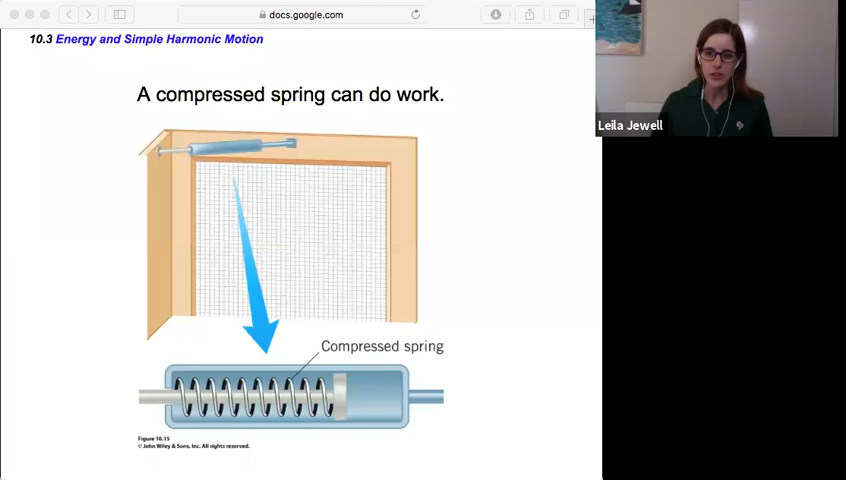 docs.google.com
10.3 Energy and Simple Harmonic Motion
A compressed spring can do work.
Leila Jewell
Compressed spring
Figure 10.15
© John Wiley & Sons, Inc. All rights reserved.